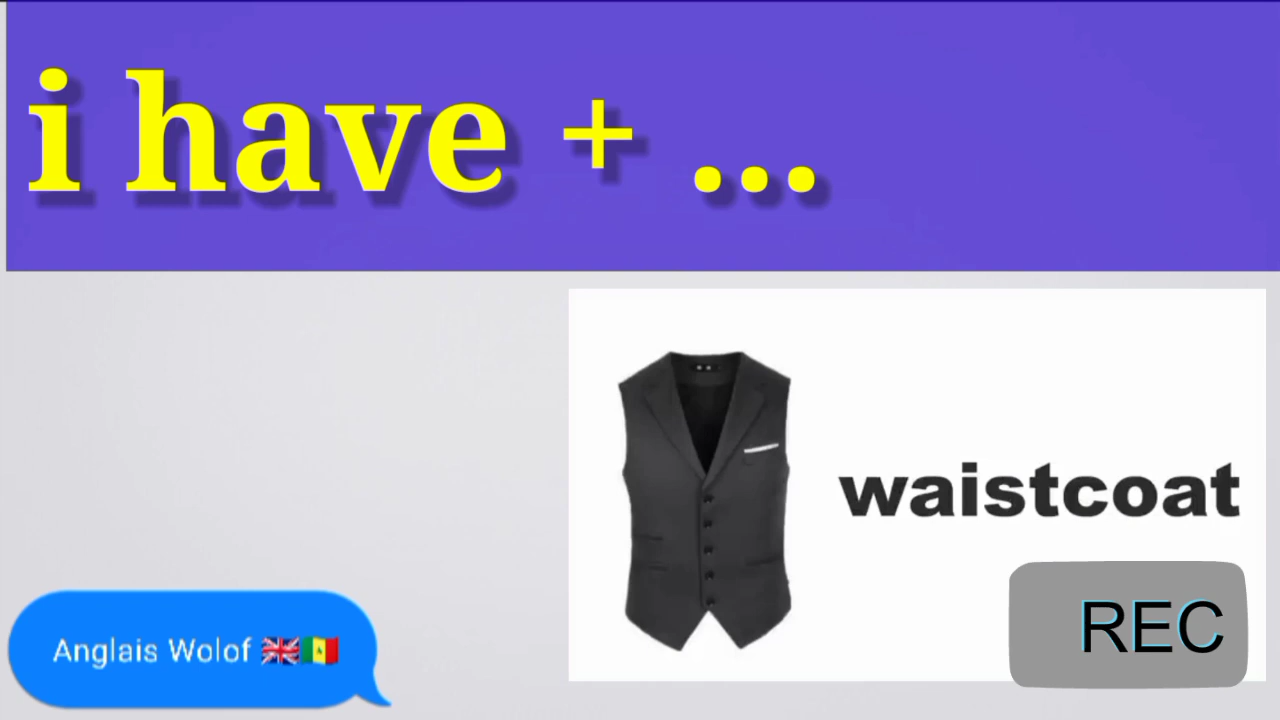 i have + ...
waistcoat
REC
Anglais Wolof 🇬🇧🇸🇳